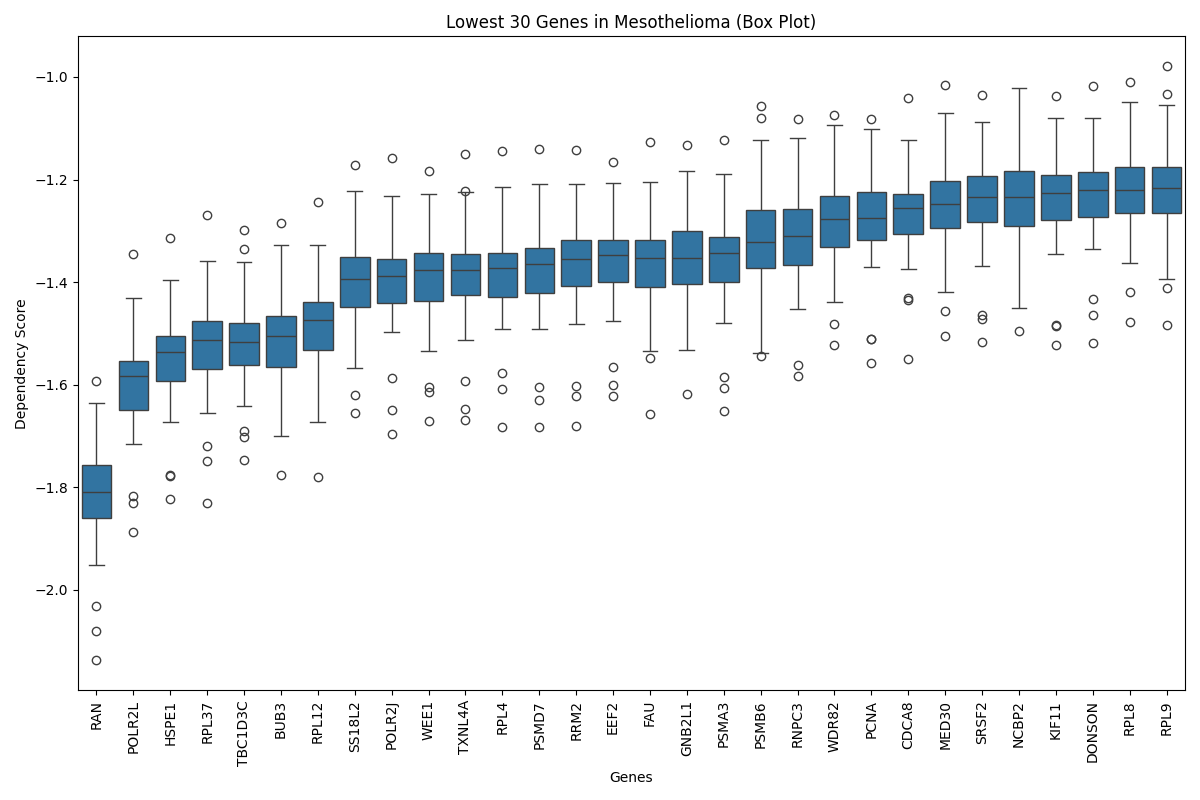 Lowest 30 Genes in Mesothelioma (Box Plot)
Dependency Score
−1.0
−1.2
−1.4
−1.6
−1.8
−2.0
RAN
POLR2L
HSPE1
RPL37
TBC1D3C
BUB3
RPL12
SS18L2
POLR2J
WEE1
TXNL4A
RPL4
PSMD7
RRM2
EEF2
FAU
GNB2L1
PSMA3
PSMB6
RNPC3
WDR82
PCNA
CDCA8
MED30
SRSF2
NCBP2
KIF11
DONSON
RPL8
RPL9
Genes